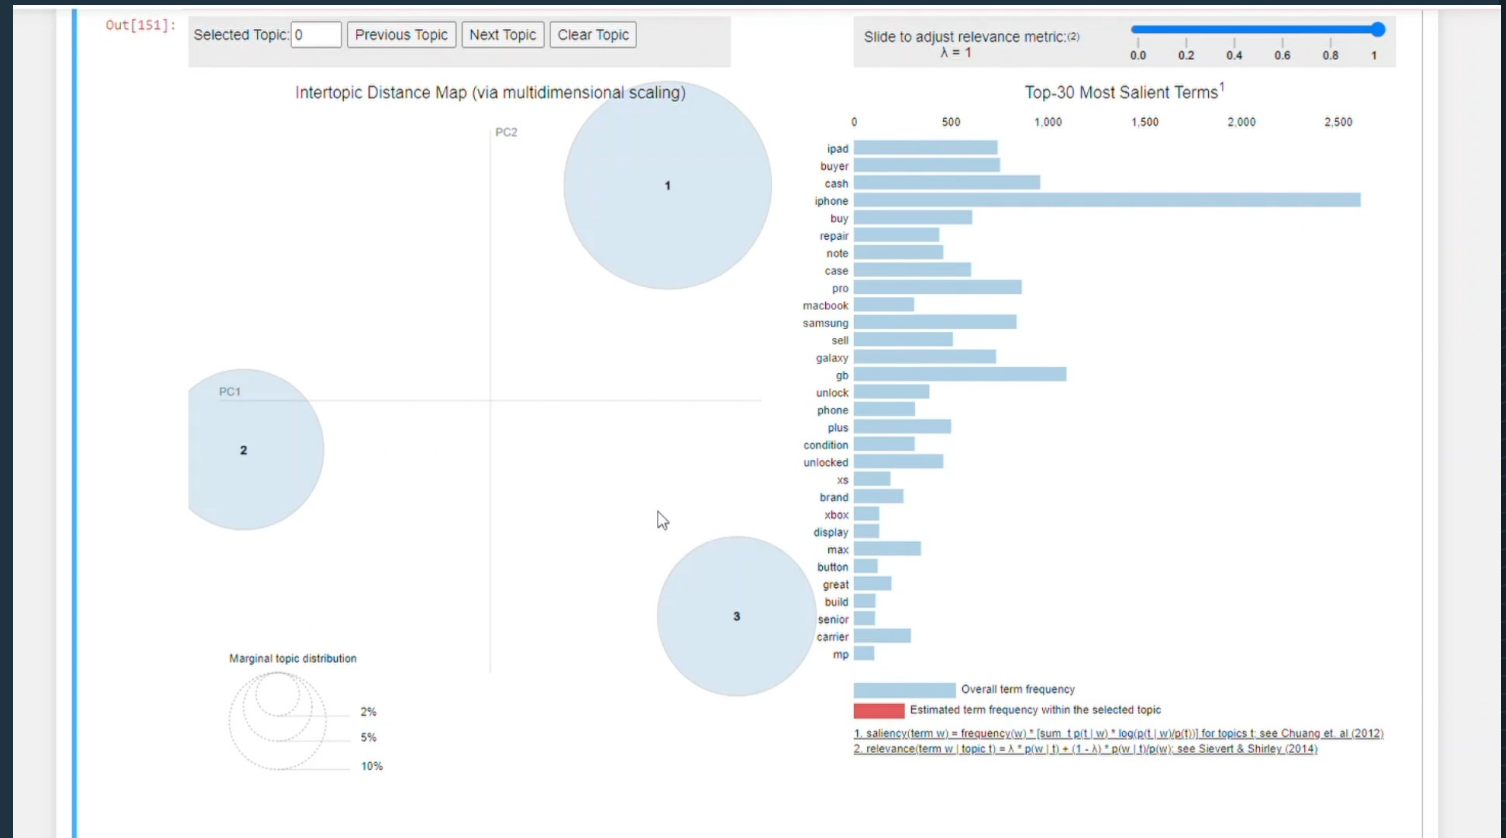 Out[151]:
Selected Topic: 0 Previous Topic Next Topic Clear Topic
Slide to adjust relevance metric:(2)
λ = 1
0.0 0.2 0.4 0.6 0.8 1
Intertopic Distance Map (via multidimensional scaling)
PC2
1
PC1
2
3
Marginal topic distribution
2%
5%
10%
Top-30 Most Salient Terms1
0 500 1,000 1,500 2,000 2,500
ipad
buyer
cash
iphone
buy
repair
note
case
pro
macbook
samsung
sell
galaxy
gb
unlock
phone
plus
condition
unlocked
xs
brand
xbox
display
max
button
great
build
senior
carrier
mp
Overall term frequency
Estimated term frequency within the selected topic
1. saliency(term w) = frequency(w) * [sum_t p(t | w) * log(p(t | w)/p(t))] for topics t; see Chuang et. al (2012)
2. relevance(term w | topic t) = λ * p(w | t) + (1 - λ) * p(w | t)/p(w); see Sievert & Shirley (2014)